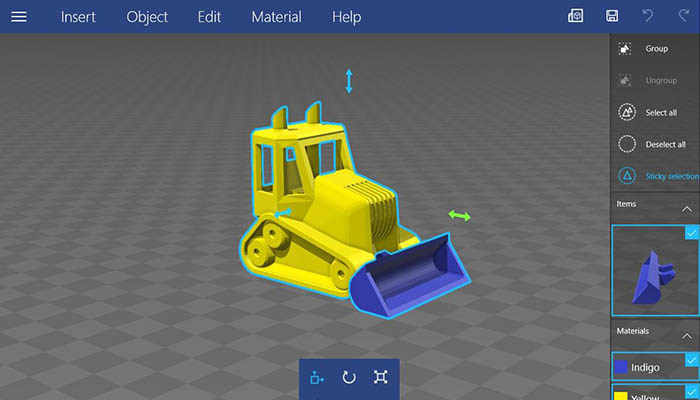 Insert Object Edit Material Help
Group
Ungroup
Select all
Deselect all
Sticky selection
Items
Materials
Indigo
Yellow